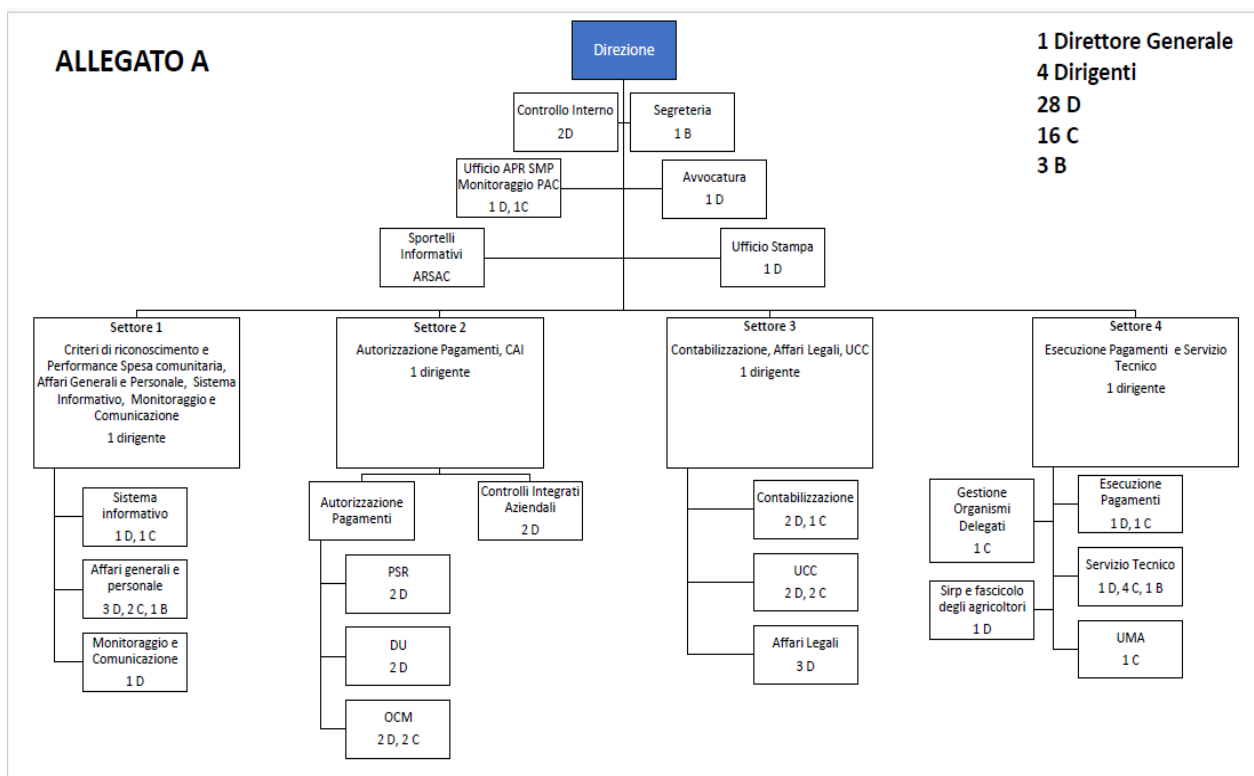 ALLEGATO A
Direzione
1 Direttore Generale
4 Dirigenti
28 D
16 C
3 B
Controllo Interno
2D
Segreteria
1 B
Ufficio APR SMP
Monitoraggio PAC
1 D, 1C
Avvocatura
1 D
Sportelli
Informativi
ARSAC
Ufficio Stampa
1 D
Settore 1
Criteri di riconoscimento e
Performance Spesa comunitaria,
Affari Generali e Personale, Sistema
Informativo, Monitoraggio e
Comunicazione
1 dirigente
Settore 2
Autorizzazione Pagamenti, CAI
1 dirigente
Settore 3
Contabilizzazione, Affari Legali, UCC
1 dirigente
Settore 4
Esecuzione Pagamenti e Servizio
Tecnico
1 dirigente
Sistema
informativo
1 D, 1 C
Affari generali e
personale
3 D, 2 C, 1 B
Monitoraggio e
Comunicazione
1 D
Autorizzazione
Pagamenti
Controlli Integrati
Aziendali
2 D
PSR
2 D
DU
2 D
OCM
2 D, 2 C
Contabilizzazione
2 D, 1 C
UCC
2 D, 2 C
Affari Legali
3 D
Gestione
Organismi
Delegati
1 C
Esecuzione
Pagamenti
1 D, 1 C
Sirp e fascicolo
degli agricoltori
1 D
Servizio Tecnico
1 D, 4 C, 1 B
UMA
1 C